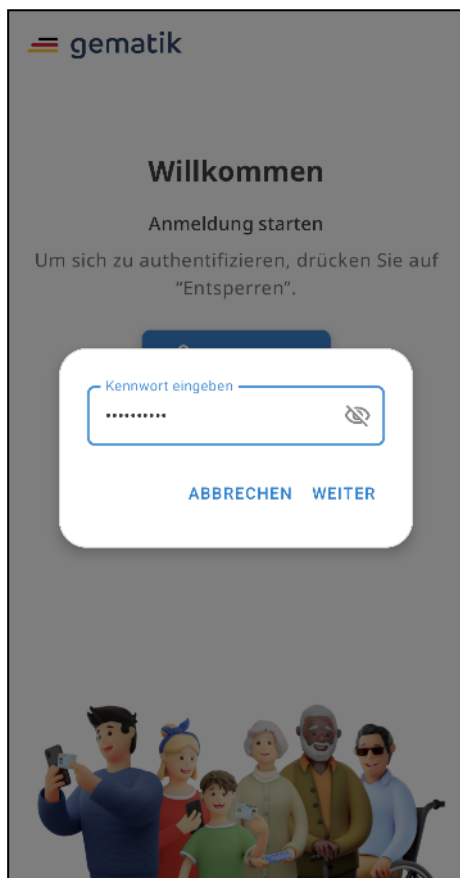 gematik
Willkommen
Anmeldung starten
Um sich zu authentifizieren, drücken Sie auf
“Entsperren”.
Kennwort eingeben
••••••••••
ABBRECHEN WEITER